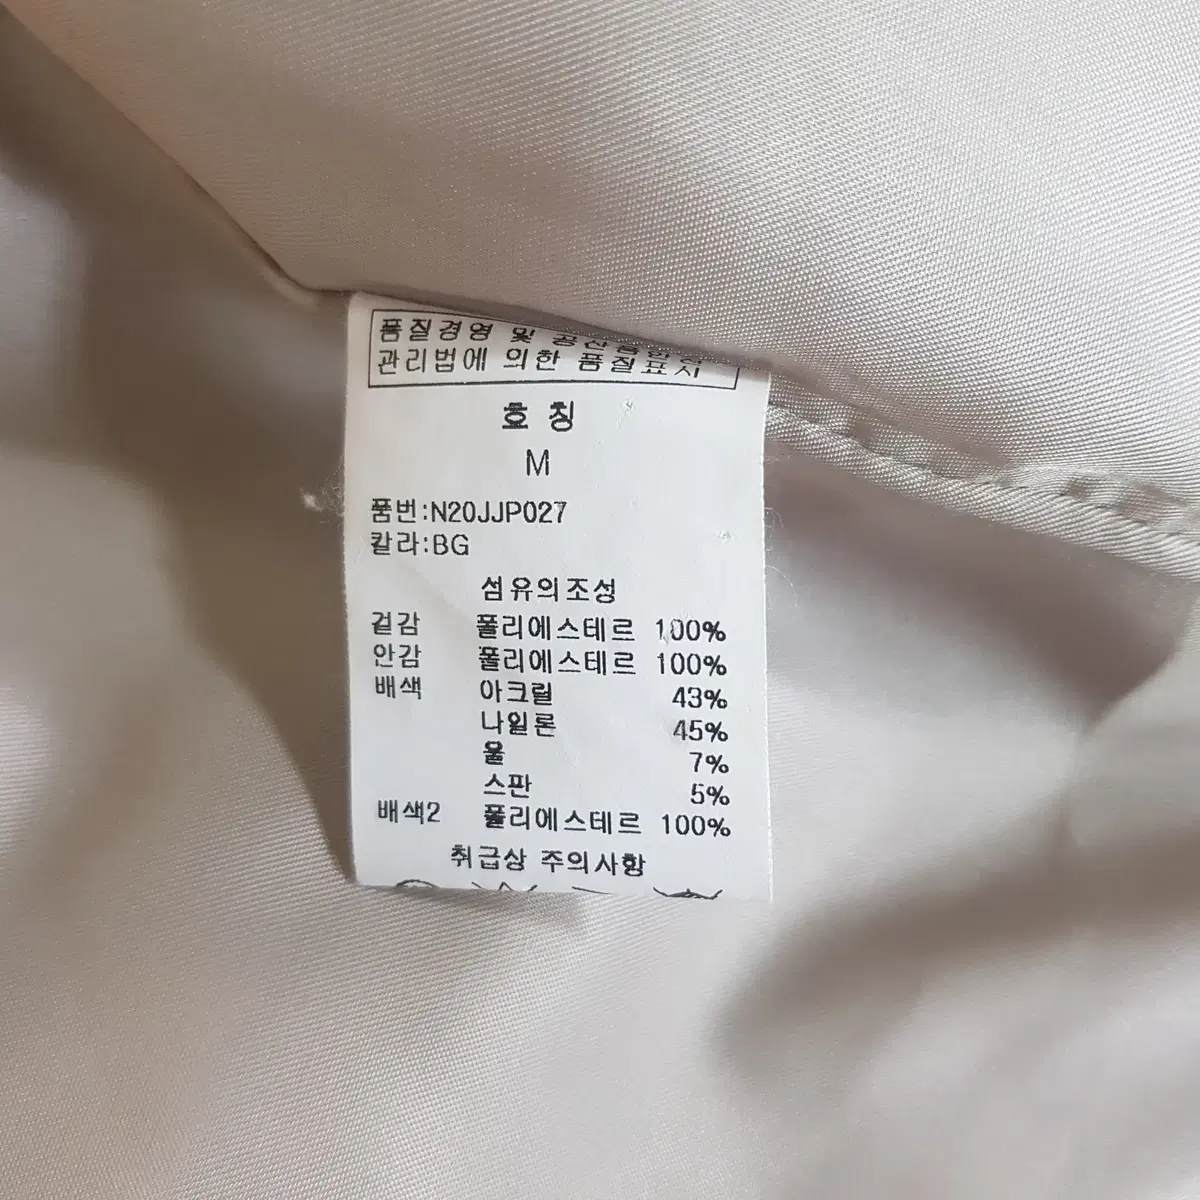 품질경영 및 공산품안전
관리법에 의한 품질표시
호칭
M
품번:N20JJP027
칼라:BG
섬유의조성
겉감 폴리에스테르 100%
안감 폴리에스테르 100%
배색 아크릴 43%
나일론 45%
울 7%
스판 5%
배색2 폴리에스테르 100%
취급상 주의사항